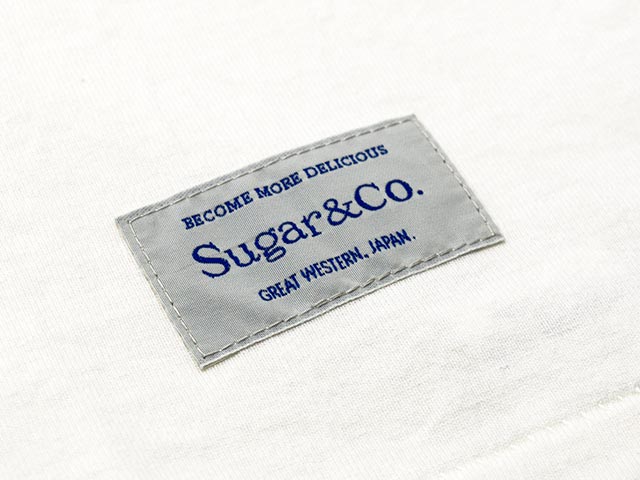 BECOME MORE DELICIOUS
Sugar&Co.
GREAT WESTERN. JAPAN.